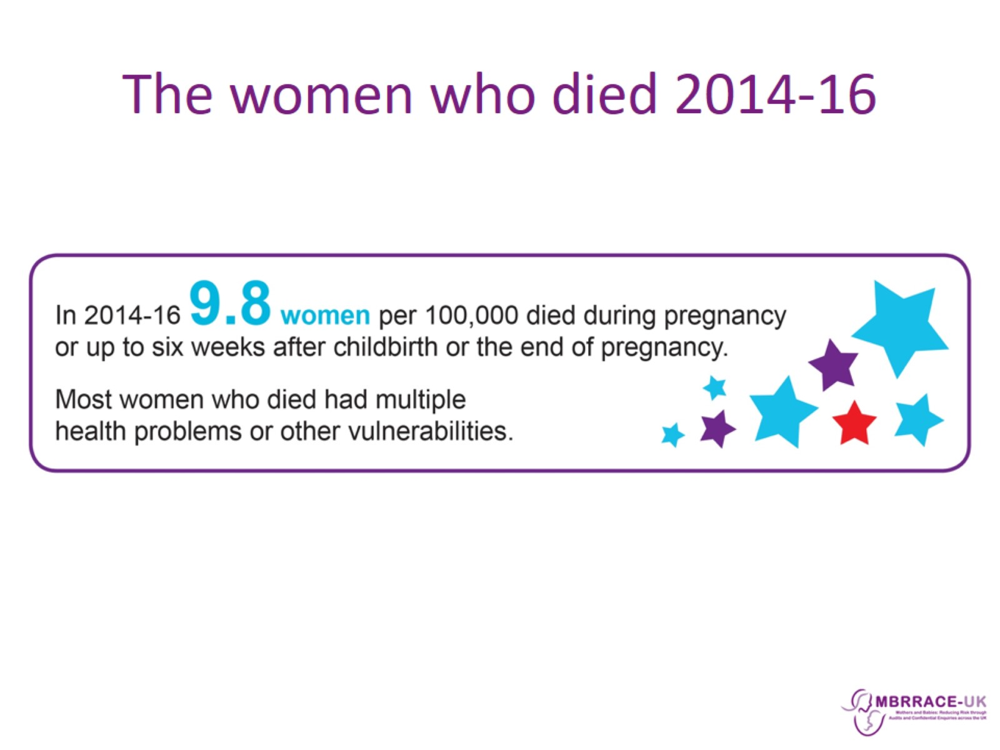 The women who died 2014-16
In 2014-16 9.8 women per 100,000 died during pregnancy
or up to six weeks after childbirth or the end of pregnancy.
Most women who died had multiple
health problems or other vulnerabilities.
MBRRACE-UK
Mothers and Babies: Reducing Risk through
Audits and Confidential Enquiries across the UK